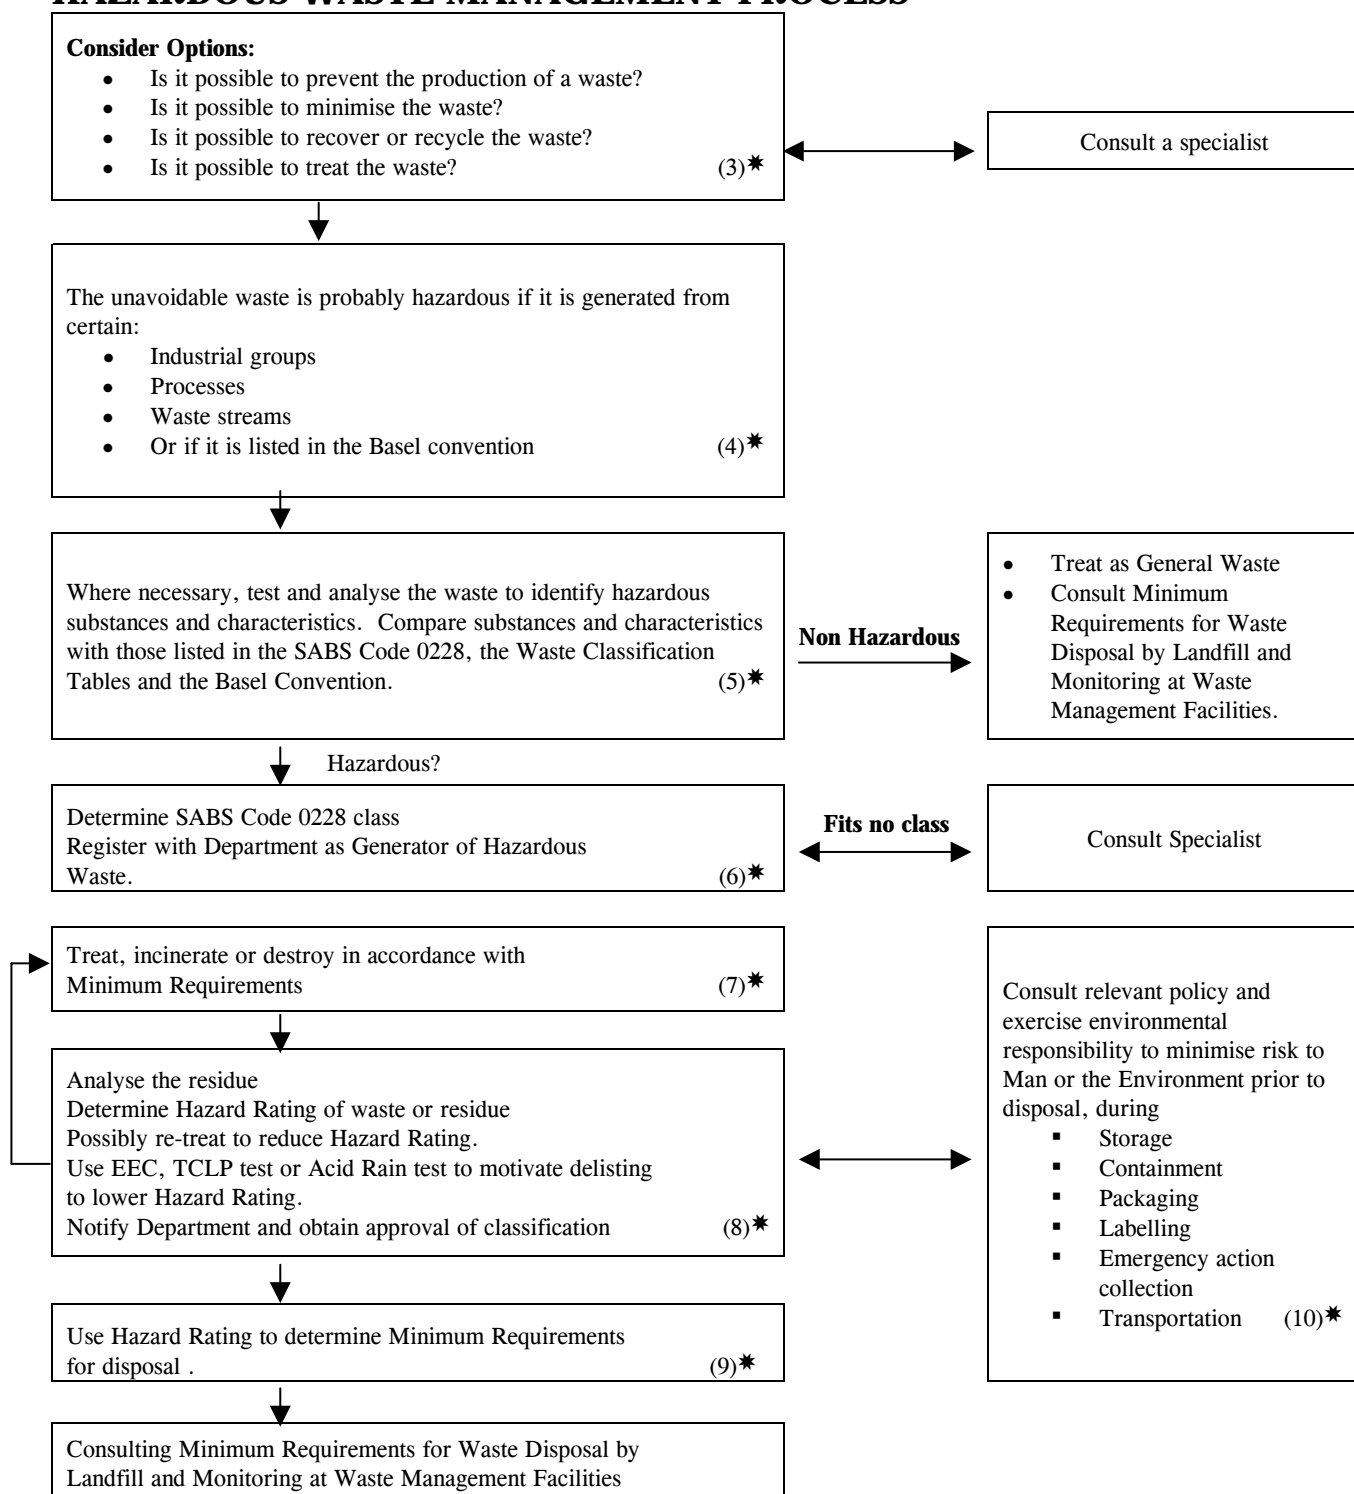 HAZARDOUS WASTE MANAGEMENT PROCESS
Consider Options:
● Is it possible to prevent the production of a waste?
● Is it possible to minimise the waste?
● Is it possible to recover or recycle the waste?
● Is it possible to treat the waste? (3)✷
Consult a specialist
The unavoidable waste is probably hazardous if it is generated from
certain:
● Industrial groups
● Processes
● Waste streams
● Or if it is listed in the Basel convention (4)✷
Where necessary, test and analyse the waste to identify hazardous
substances and characteristics. Compare substances and characteristics
with those listed in the SABS Code 0228, the Waste Classification
Tables and the Basel Convention. (5)✷
Non Hazardous
● Treat as General Waste
● Consult Minimum
Requirements for Waste
Disposal by Landfill and
Monitoring at Waste
Management Facilities.
Hazardous?
Determine SABS Code 0228 class
Register with Department as Generator of Hazardous
Waste. (6)✷
Fits no class
Consult Specialist
Treat, incinerate or destroy in accordance with
Minimum Requirements (7)✷
Analyse the residue
Determine Hazard Rating of waste or residue
Possibly re-treat to reduce Hazard Rating.
Use EEC, TCLP test or Acid Rain test to motivate delisting
to lower Hazard Rating.
Notify Department and obtain approval of classification (8)✷
Consult relevant policy and
exercise environmental
responsibility to minimise risk to
Man or the Environment prior to
disposal, during
▪ Storage
▪ Containment
▪ Packaging
▪ Labelling
▪ Emergency action
collection
▪ Transportation (10)✷
Use Hazard Rating to determine Minimum Requirements
for disposal . (9)✷
Consulting Minimum Requirements for Waste Disposal by
Landfill and Monitoring at Waste Management Facilities